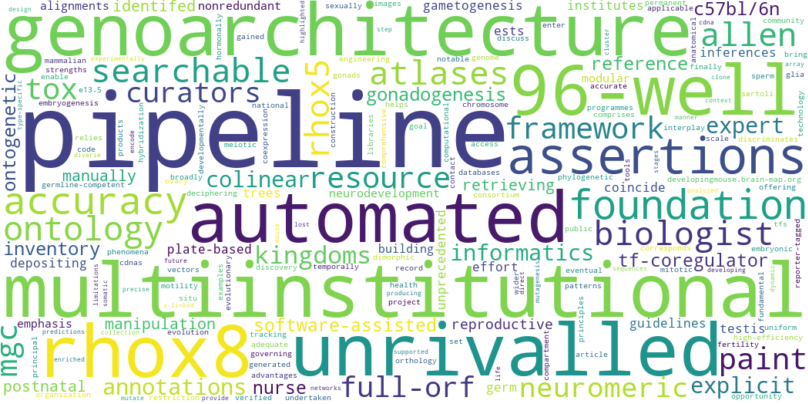 design alignments identifed nonredundant sexually images gametogenesis institutes permanent c57bl/6n
genoarchitecture allen
searchable atlases reference inferences
tox curators rhox5 gonadogenesis modular 96-well
ontogenetic pipeline framework expert
manually colinear resource assertions
accuracy trees neurodevelopment retrieving coincide
ontology automated foundation
inventory plate-based kingdoms informatics biologist
depositing building effort tf-coregulator
multiinstitutional unprecedented
emphasis manipulation software-assisted reproductive guidelines testis uniform
mgc rhox8 unrivalled paint
postnatal annotations nurse full-orf germ neuromeric explicit
ests highlighted enter applicable cdna community
experimentally step engineering notable genome discuss
mammalian strengths gained hormonally gonads cluster finally bring array
enable e13.5 type-specific helps clone sperm glia
embryogenesis national chromosome accurate context sertoli technology
relies products code diverse encode hybridization developmentally
meiotic coexpression construction libraries computational comprehensive goal access
programmes comprises manner interplay scale discriminates
germline-competent broadly deciphering databases contact consortium phylogenetic
tools stages developingmouse.brain-map.org offering
limitations somatic cdnas phenomena future vectors situ motility
examples evolutionary discovery temporally lost dimorphic record
health producing project wider direct mutagenesis
public tfs corresponds embryonic eventual mitotic developing
patterns principles sequences fundamental dynamic reporter-tagged
predictions collection evolution tracking adequate governing
principal enriched organization mutate restriction provide verified
generated advantages undertaken networks supported orthology set article life
compartment fertility high-efficiency opportunity
anatomical x-linked